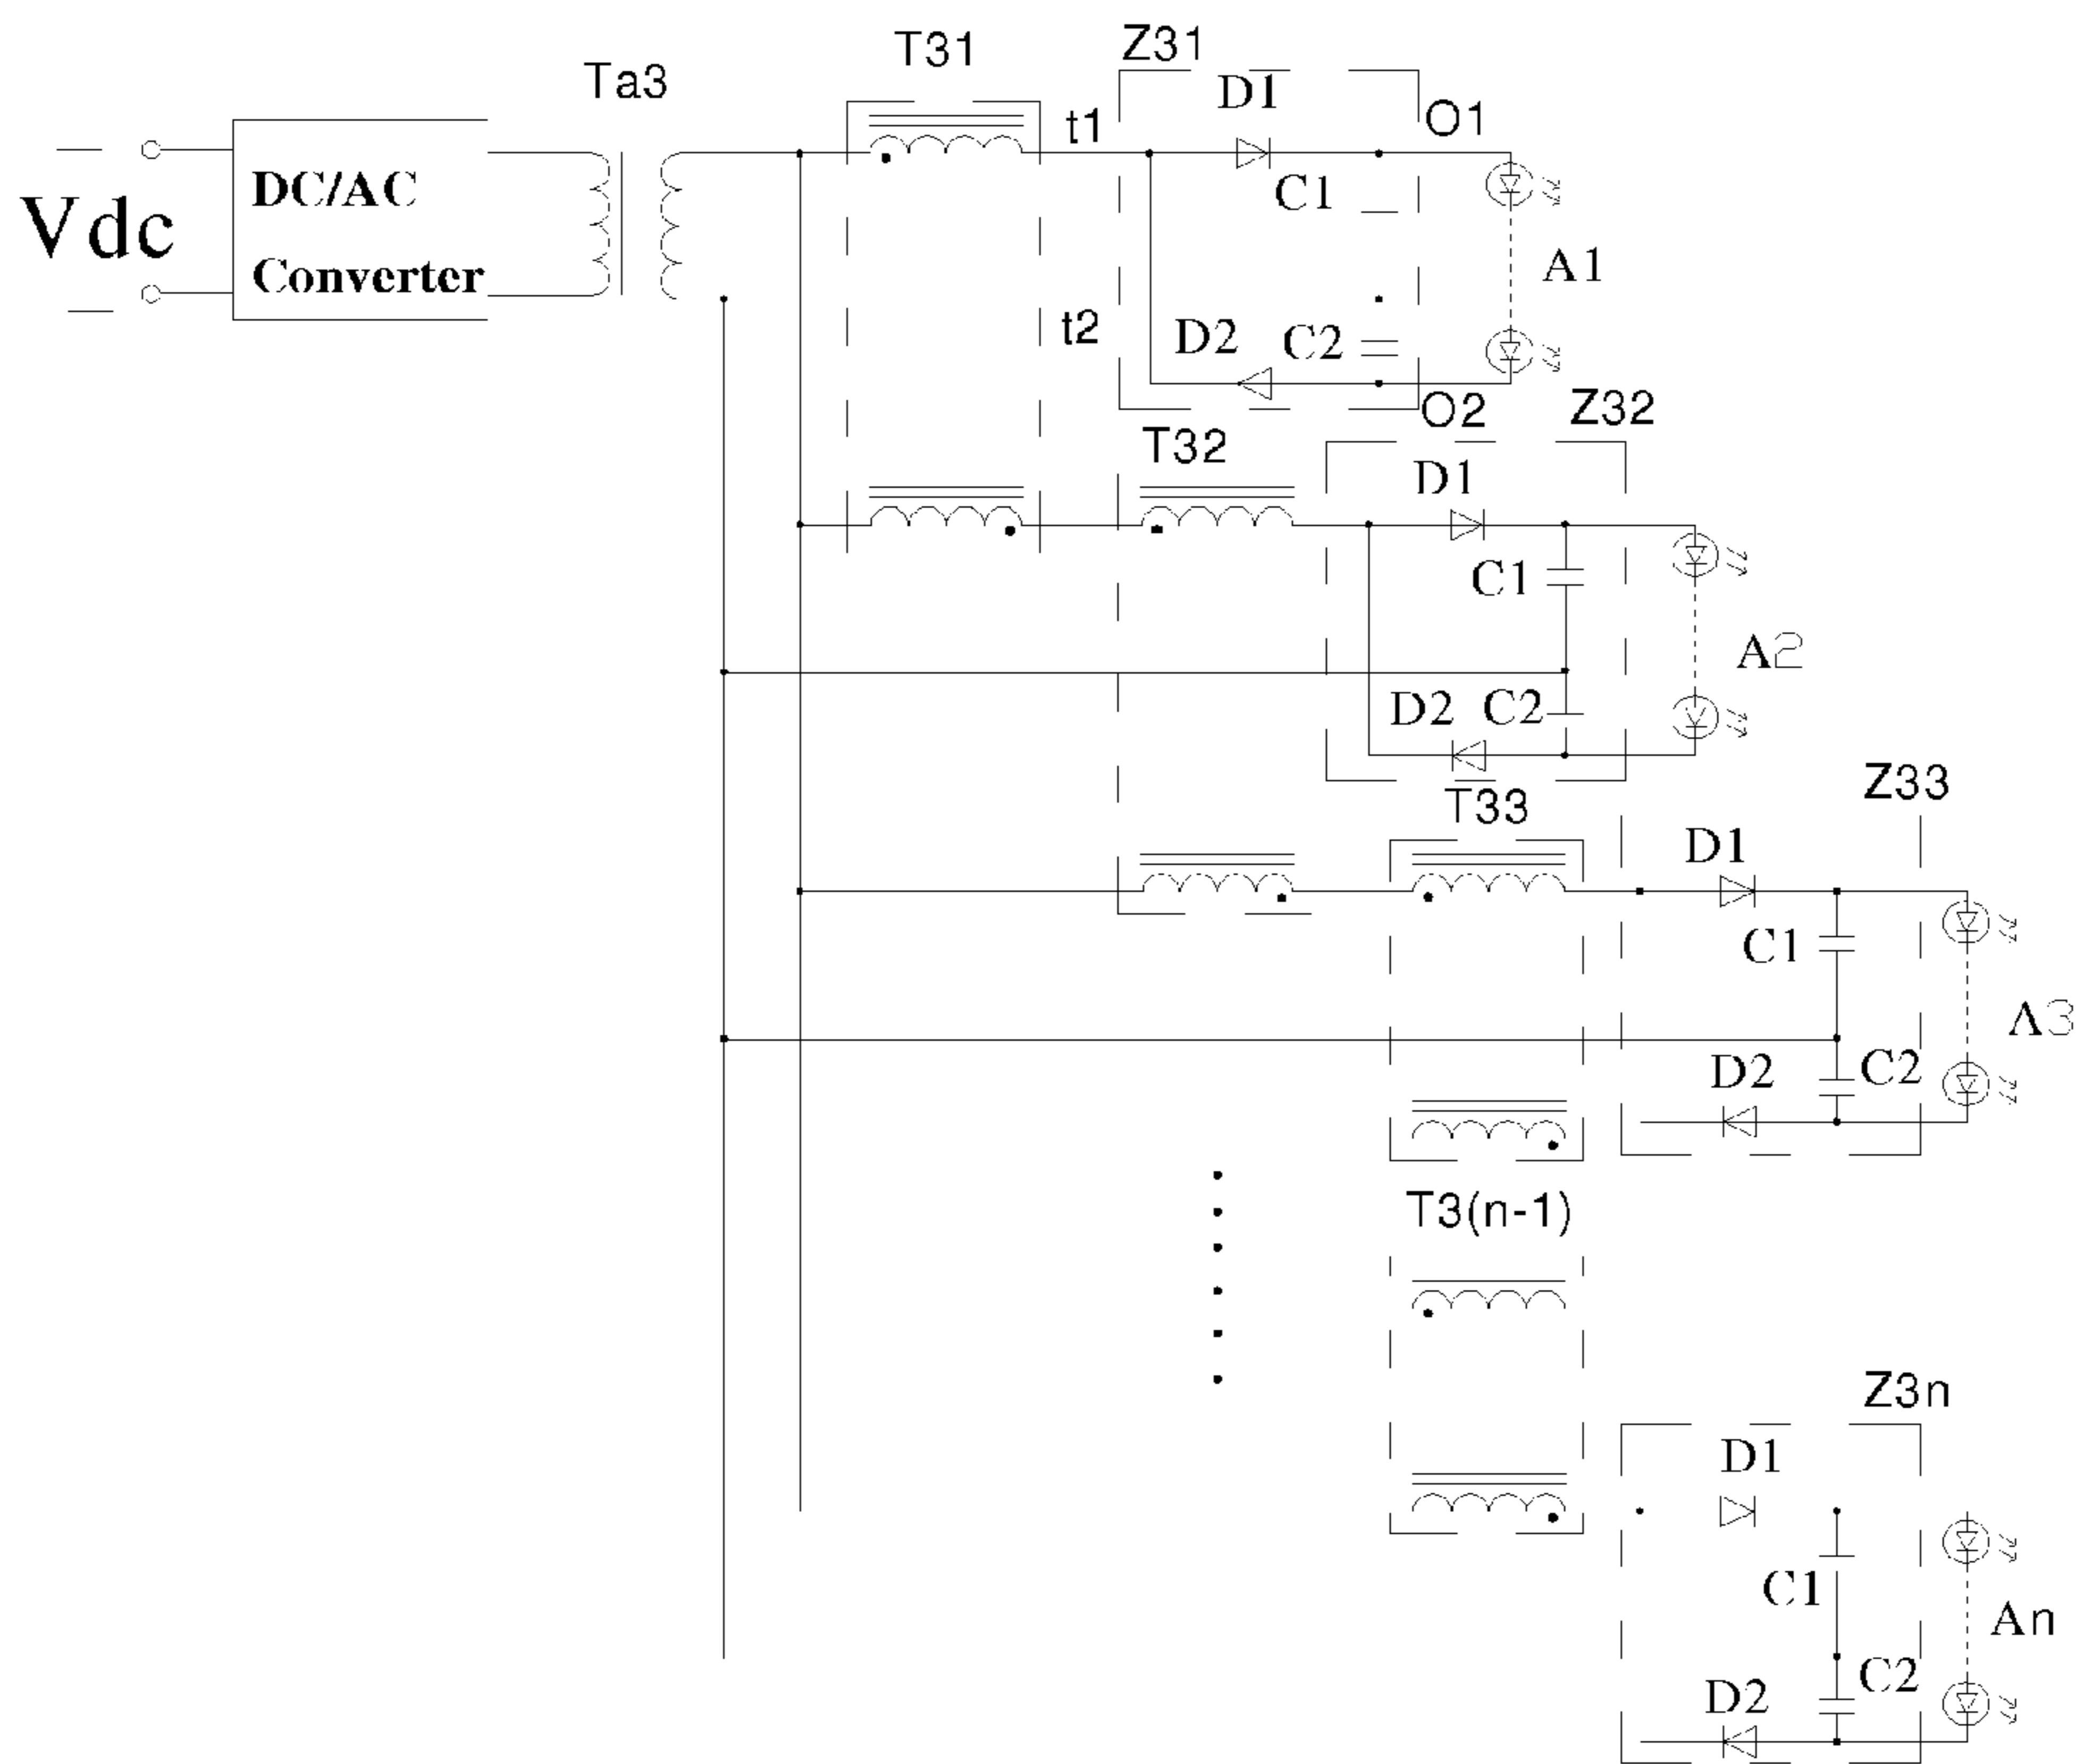 T31
Z31
Ta3
D1
O1
t1
DC/AC
Converter
Vdc
C1
A1
t2
D2
C2
O2
Z32
T32
D1
C1
A2
D2
C2
T33
Z33
D1
C1
A3
D2
C2
T3(n-1)
Z3n
D1
C1
An
D2
C2